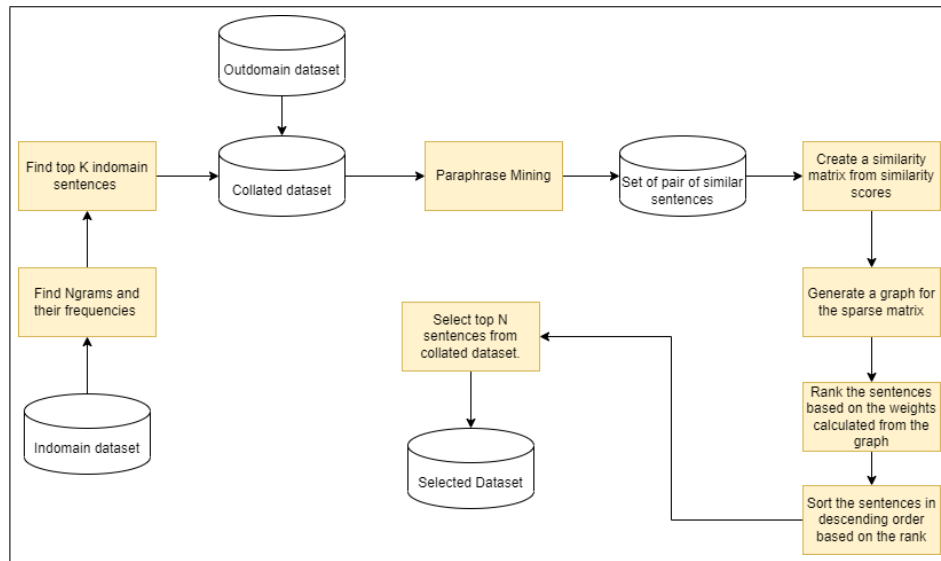 Outdomain dataset
Find top K indomain
sentences
Collated dataset
Paraphrase Mining
Set of pair of similar
sentences
Create a similarity
matrix from similarity
scores
Find Ngrams and
their frequencies
Generate a graph for
the sparse matrix
Select top N
sentences from
collated dataset.
Rank the sentences
based on the weights
calculated from the
graph
Indomain dataset
Selected Dataset
Sort the sentences in
descending order
based on the rank